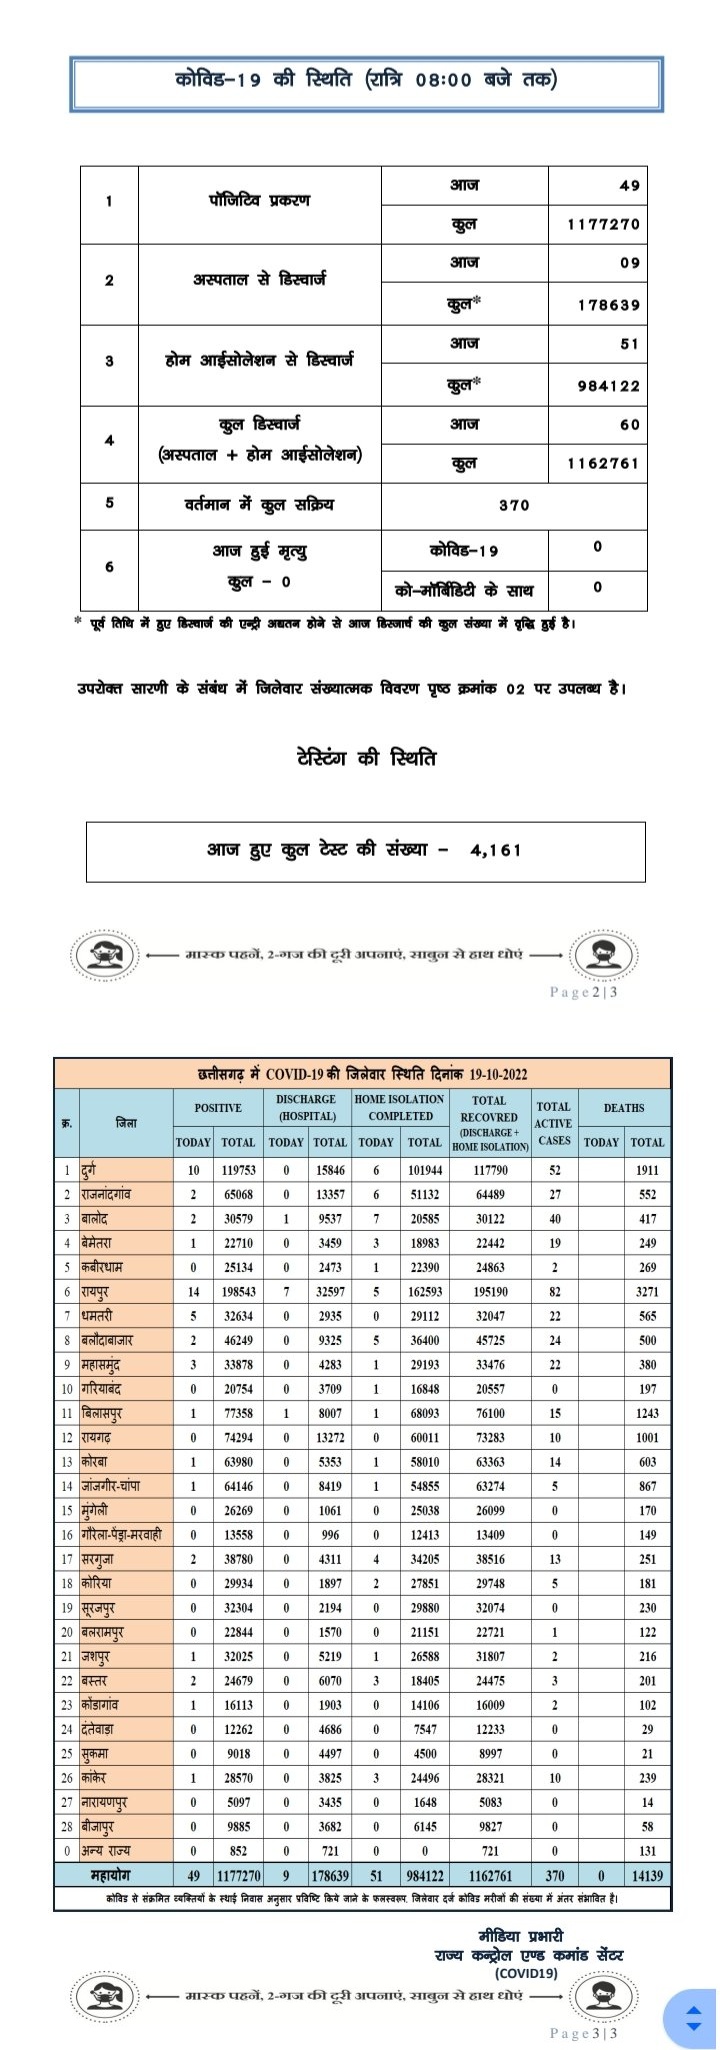 कोविड–19 की स्थिति (रात्रि 08:00 बजे तक)
1 पॉजिटिव प्रकरण आज 49
कुल 1177270
2 अस्पताल से डिस्चार्ज आज 09
कुल* 178639
3 होम आईसोलेशन से डिस्चार्ज आज 51
कुल* 984122
4 कुल डिस्चार्ज (अस्पताल + होम आईसोलेशन) आज 60
कुल 1162761
5 वर्तमान में कुल सक्रिय 370
6 आज हुई मृत्यु कुल – 0 कोविड–19 0
को–मॉर्बिडिटी के साथ 0
* पूर्व तिथि में हुए डिस्चार्ज की एन्ट्री अद्यतन होने से आज डिस्जार्च की कुल संख्या में वृद्धि हुई है।
उपरोक्त सारणी के संबंध में जिलेवार संख्यात्मक विवरण पृष्ठ क्रमांक 02 पर उपलब्ध है।
टेस्टिंग की स्थिति
आज हुए कुल टेस्ट की संख्या – 4,161
मास्क पहनें, 2-गज की दूरी अपनाएं, साबुन से हाथ धोएं
Page2|3
छत्तीसगढ़ में COVID-19 की जिलेवार स्थिति दिनांक 19-10-2022
क्र. जिला POSITIVE DISCHARGE (HOSPITAL) HOME ISOLATION COMPLETED TOTAL RECOVRED (DISCHARGE + HOME ISOLATION) TOTAL ACTIVE CASES DEATHS
TODAY TOTAL TODAY TOTAL TODAY TOTAL TODAY TOTAL
1 दुर्ग 10 119753 0 15846 6 101944 117790 52 1911
2 राजनांदगांव 2 65068 0 13357 6 51132 64489 27 552
3 बालोद 2 30579 1 9537 7 20585 30122 40 417
4 बेमेतरा 1 22710 0 3459 3 18983 22442 19 249
5 कबीरधाम 0 25134 0 2473 1 22390 24863 2 269
6 रायपुर 14 198543 7 32597 5 162593 195190 82 3271
7 धमतरी 5 32634 0 2935 0 29112 32047 22 565
8 बलौदाबाजार 2 46249 0 9325 5 36400 45725 24 500
9 महासमुंद 3 33878 0 4283 1 29193 33476 22 380
10 गरियाबंद 0 20754 0 3709 1 16848 20557 0 197
11 बिलासपुर 1 77358 1 8007 1 68093 76100 15 1243
12 रायगढ़ 0 74294 0 13272 0 60011 73283 10 1001
13 कोरबा 1 63980 0 5353 1 58010 63363 14 603
14 जांजगीर-चांपा 1 64146 0 8419 1 54855 63274 5 867
15 मुंगेली 0 26269 0 1061 0 25038 26099 0 170
16 गौरेला-पेंड्रा-मरवाही 0 13558 0 996 0 12413 13409 0 149
17 सरगुजा 2 38780 0 4311 4 34205 38516 13 251
18 कोरिया 0 29934 0 1897 2 27851 29748 5 181
19 सूरजपुर 0 32304 0 2194 0 29880 32074 0 230
20 बलरामपुर 0 22844 0 1570 0 21151 22721 1 122
21 जशपुर 1 32025 0 5219 1 26588 31807 2 216
22 बस्तर 2 24679 0 6070 3 18405 24475 3 201
23 कोंडागांव 1 16113 0 1903 0 14106 16009 2 102
24 दंतेवाडा 0 12262 0 4686 0 7547 12233 0 29
25 सुकमा 0 9018 0 4497 0 4500 8997 0 21
26 कांकेर 1 28570 0 3825 3 24496 28321 10 239
27 नारायणपुर 0 5097 0 3435 0 1648 5083 0 14
28 बीजापुर 0 9885 0 3682 0 6145 9827 0 58
0 अन्य राज्य 0 852 0 721 0 0 721 0 131
महायोग 49 1177270 9 178639 51 984122 1162761 370 0 14139
कोविड से संक्रमित व्यक्तियों के स्थाई निवास अनुसार प्रविष्टि किये जाने के फलस्वरूप, जिलेवार दर्ज कोविड मरीजों की संख्या में अंतर संभावित है।
मीडिया प्रभारी
राज्य कन्ट्रोल एण्ड कमांड सेंटर
(COVID19)
मास्क पहनें, 2-गज की दूरी अपनाएं, साबुन से हाथ धोएं
Page3|3